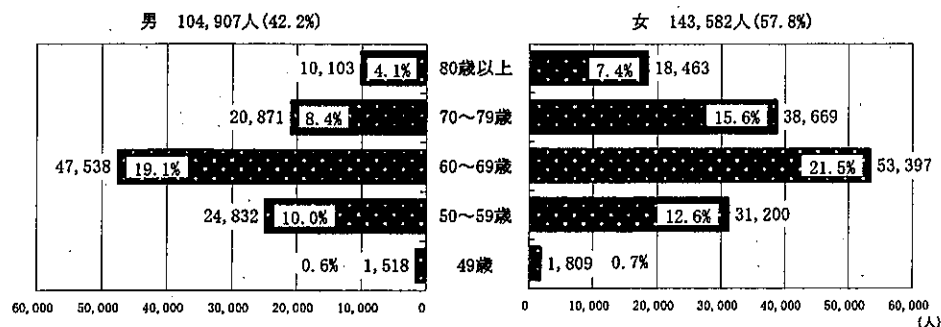 男 104,907人(42.2%) 女 143,582人(57.8%)
10,103 4.1% 80歳以上 7.4% 18,463
20,871 8.4% 70～79歳 15.6% 38,669
47,538 19.1% 60～69歳 21.5% 53,397
24,832 10.0% 50～59歳 12.6% 31,200
0.6% 1,518 49歳 1,809 0.7%
60,000 50,000 40,000 30,000 20,000 10,000 0 0 10,000 20,000 30,000 40,000 50,000 60,000
(人)